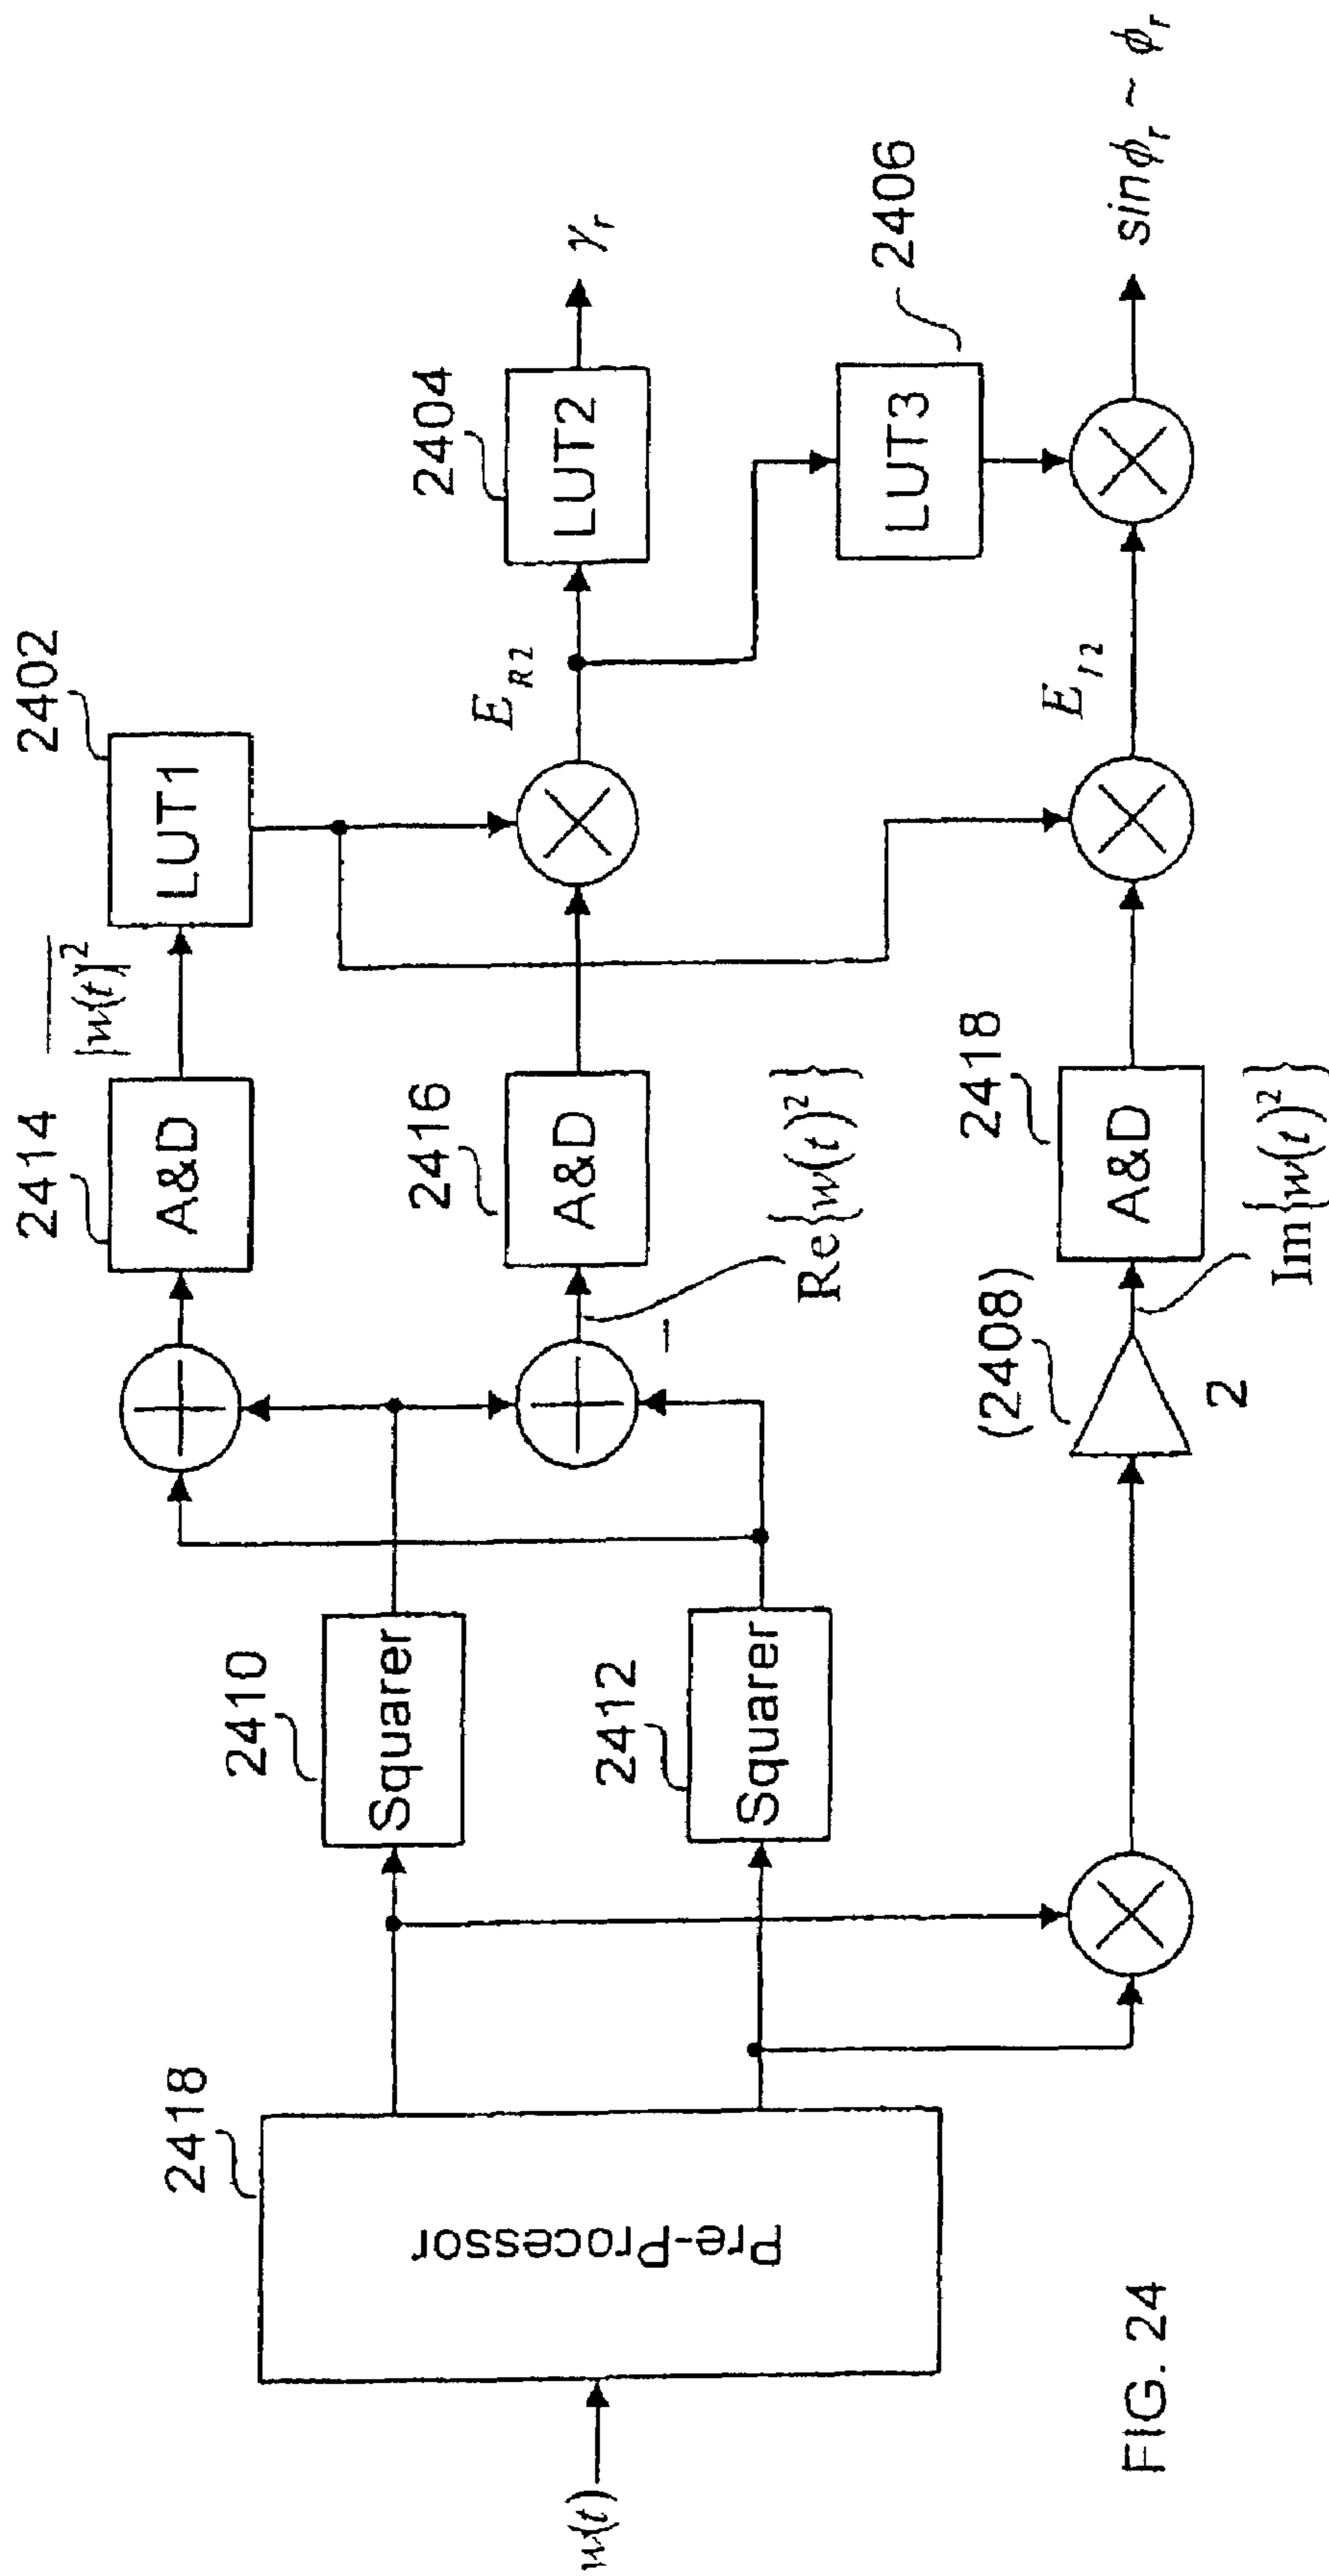 w(t)
2418
Pre-Processor
2410
Squarer
2412
Squarer
2414
A&D
|w(t)|²
2402
LUT1
2416
A&D
Re{w(t)²}
−
E_R2
2404
LUT2
γ_r
LUT3
2406
(2408)
2
2418
A&D
Im{w(t)²}
E_I2
sinϕ_r ~ ϕ_r
FIG. 24